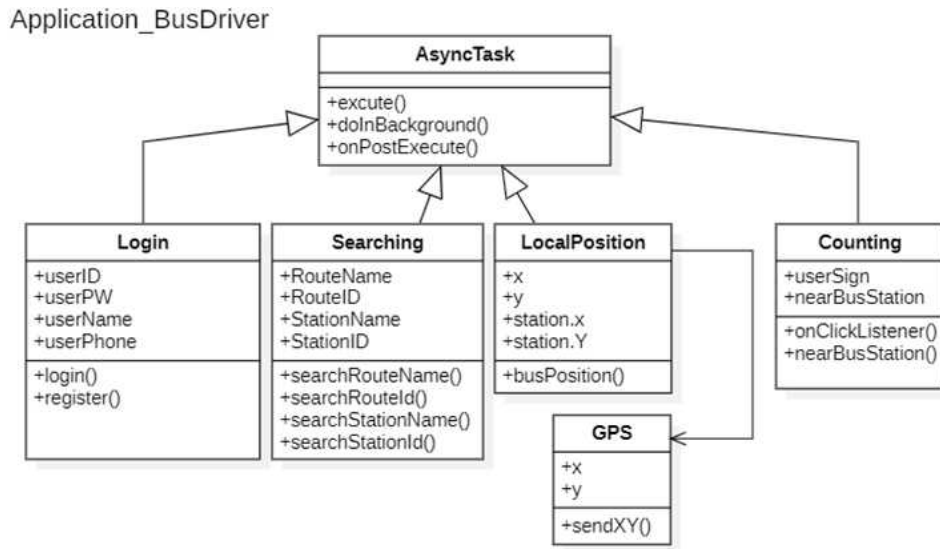 Application_BusDriver
AsyncTask
+excute()
+doInBackground()
+onPostExecute()
Login
+userID
+userPW
+userName
+userPhone
+login()
+register()
Searching
+RouteName
+RouteID
+StationName
+StationID
+searchRouteName()
+searchRouteId()
+searchStationName()
+searchStationId()
LocalPosition
+x
+y
+station.x
+station.Y
+busPosition()
Counting
+userSign
+nearBusStation
+onClickListener()
+nearBusStation()
GPS
+x
+y
+sendXY()